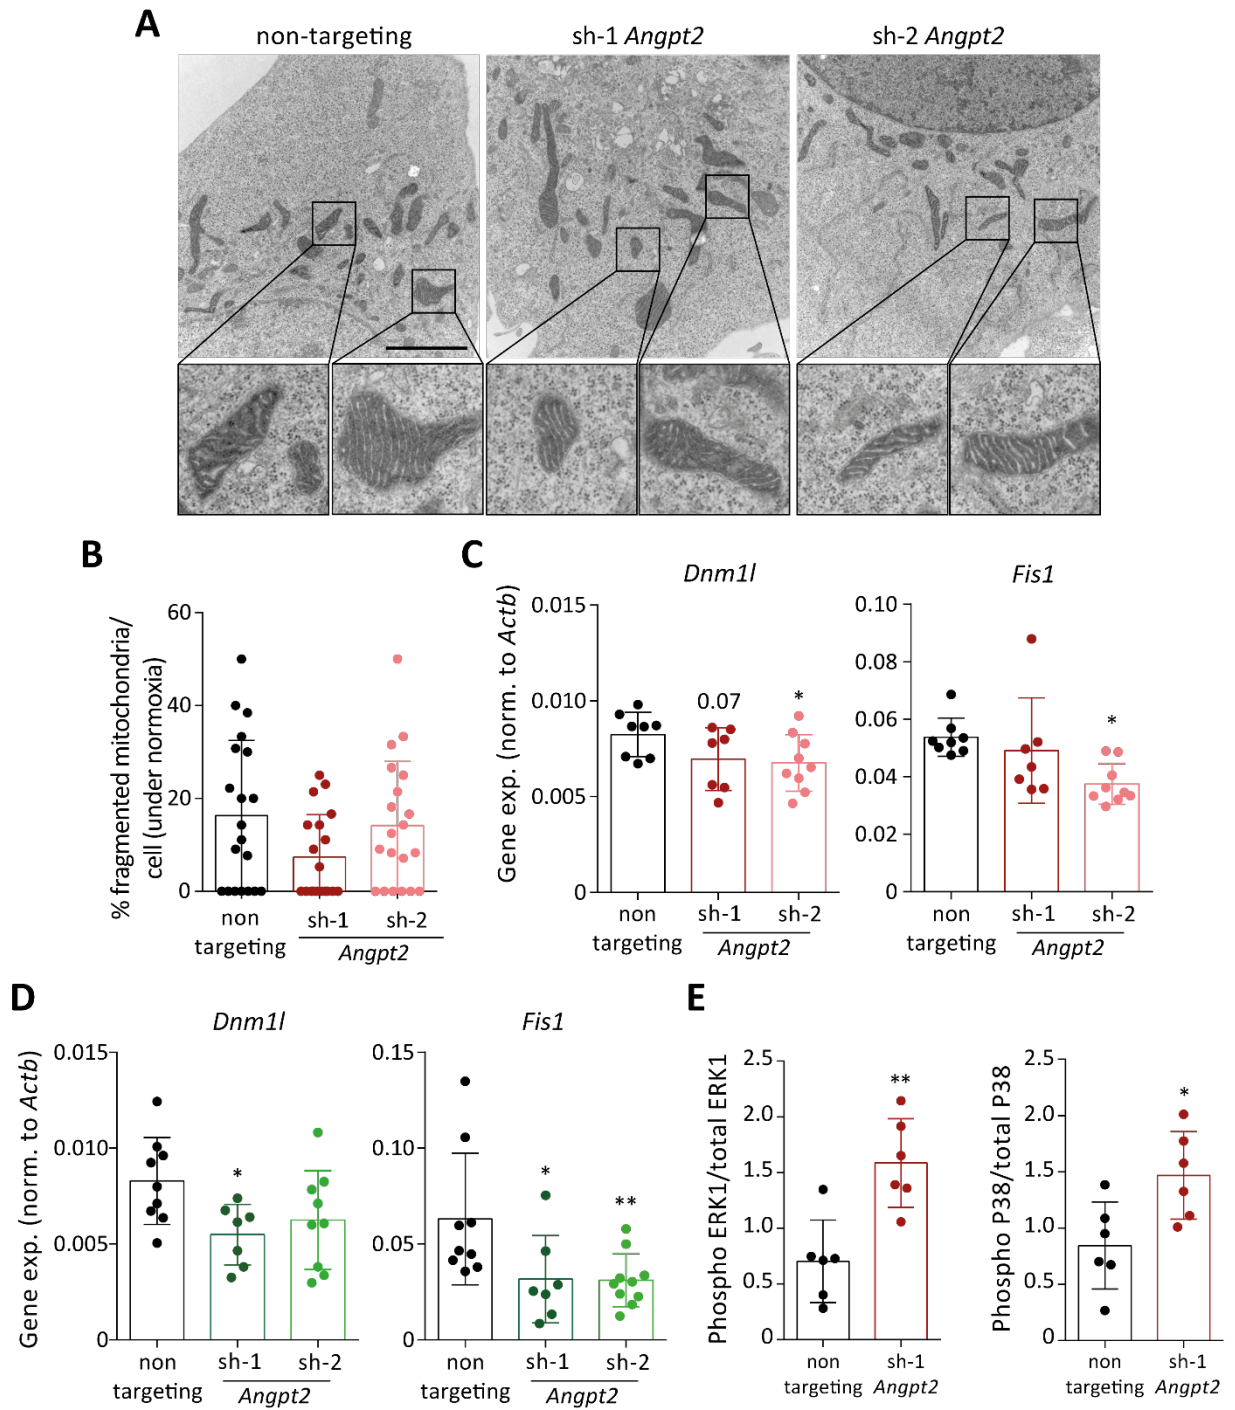 A
non-targeting
sh-1 Angpt2
sh-2 Angpt2
B
% fragmented mitochondria/
cell (under normoxia)
60
40
20
0
non
targeting
sh-1
sh-2
Angpt2
C
Gene exp. (norm. to Actb)
Dnm1l
0.015
0.010
0.005
0
0.07
*
non
targeting
sh-1
sh-2
Angpt2
Fis1
0.10
0.08
0.06
0.04
0.02
0
*
non
targeting
sh-1
sh-2
Angpt2
D
Gene exp. (norm. to Actb)
Dnm1l
0.015
0.010
0.005
0
*
non
targeting
sh-1
sh-2
Angpt2
Fis1
0.15
0.10
0.05
0
*
**
non
targeting
sh-1
sh-2
Angpt2
E
Phospho ERK1/total ERK1
2.5
2.0
1.5
1.0
0.5
0
**
non
targeting
sh-1
Angpt2
Phospho P38/total P38
2.5
2.0
1.5
1.0
0.5
0
*
non
targeting
sh-1
Angpt2